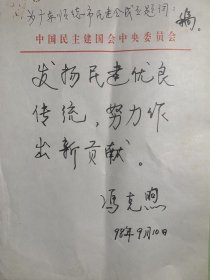 为广东顺德市民建会成立题词：
稿。
中国民主建国会中央委员会
发扬民建优良
传统，努力作
出新贡献。
冯克煦
98年9月10日